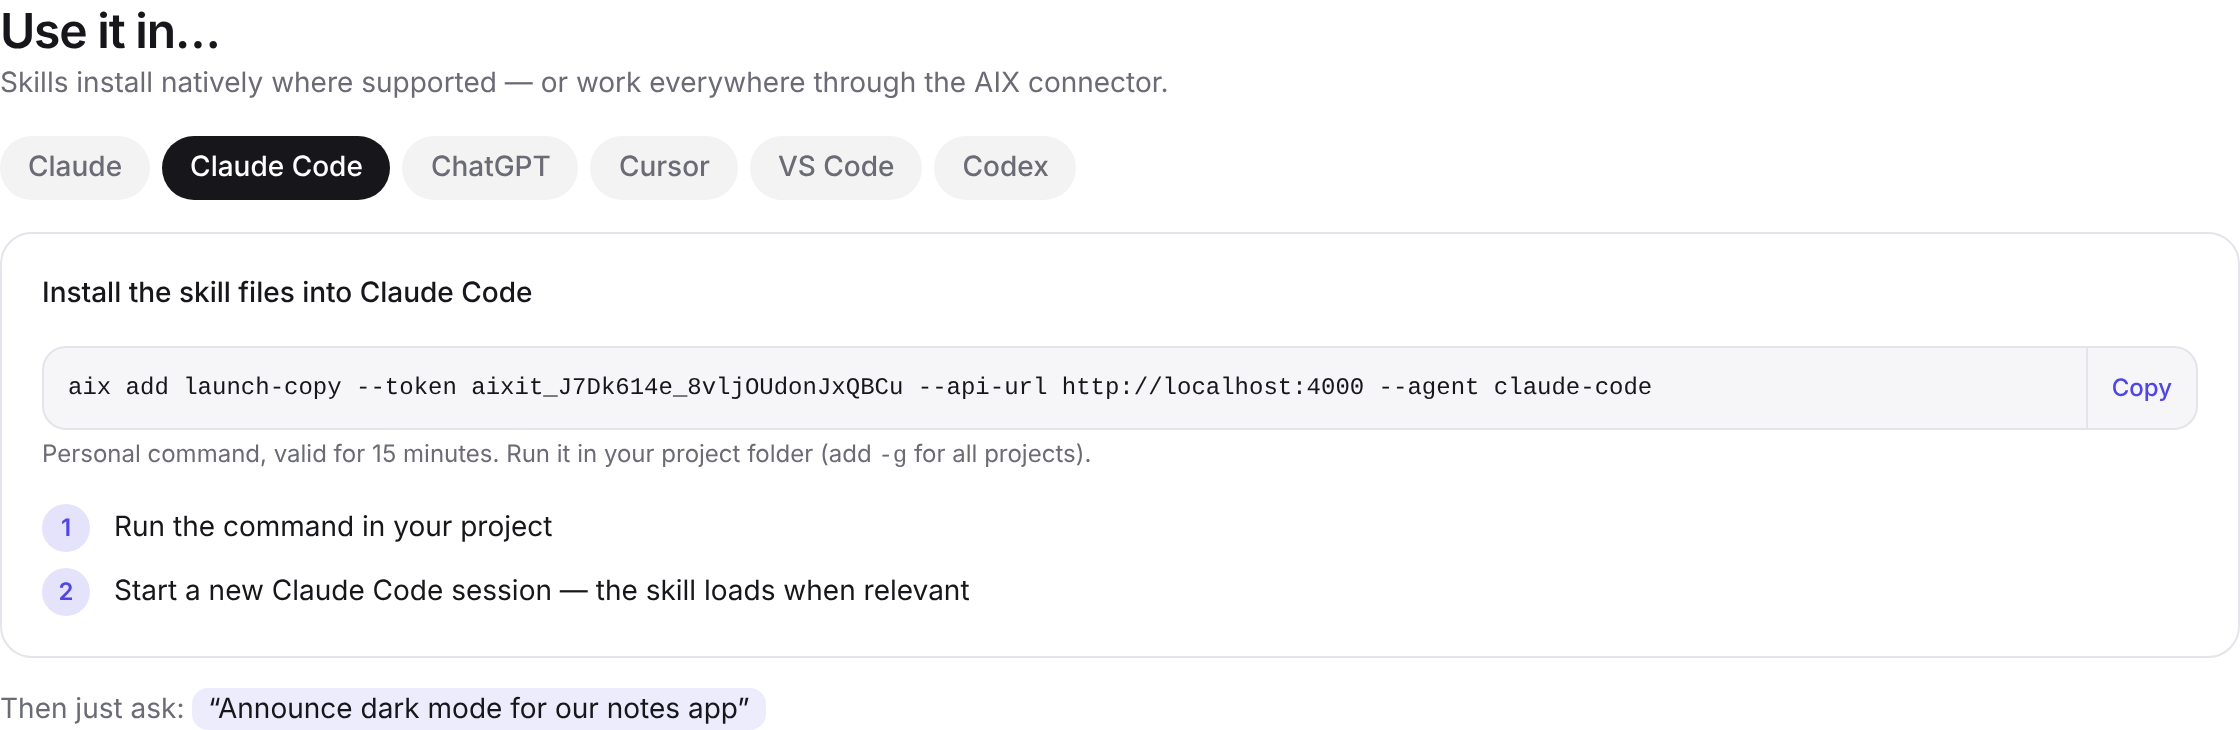 Use it in…
Skills install natively where supported — or work everywhere through the AIX connector.
Claude
Claude Code
ChatGPT
Cursor
VS Code
Codex
Install the skill files into Claude Code
aix add launch-copy --token aixit_J7Dk614e_8vljOUdonJxQBCu --api-url http://localhost:4000 --agent claude-code
Copy
Personal command, valid for 15 minutes. Run it in your project folder (add -g for all projects).
1 Run the command in your project
2 Start a new Claude Code session — the skill loads when relevant
Then just ask: “Announce dark mode for our notes app”